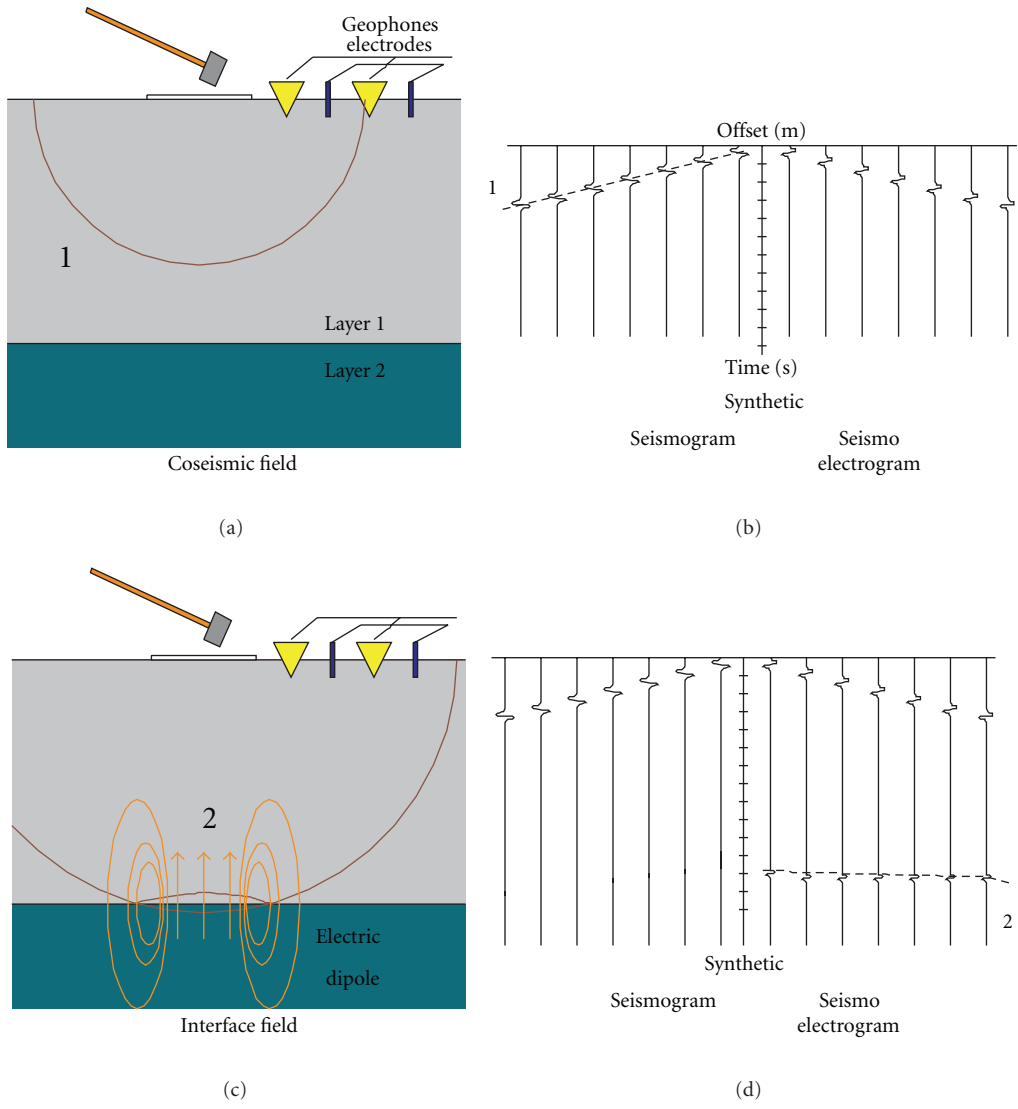 Geophones
electrodes
1
Layer 1
Layer 2
Coseismic field
(a)
Offset (m)
1
Time (s)
Synthetic
Seismogram
Seismo
electrogram
(b)
2
Electric
dipole
Interface field
(c)
2
Synthetic
Seismogram
Seismo
electrogram
(d)